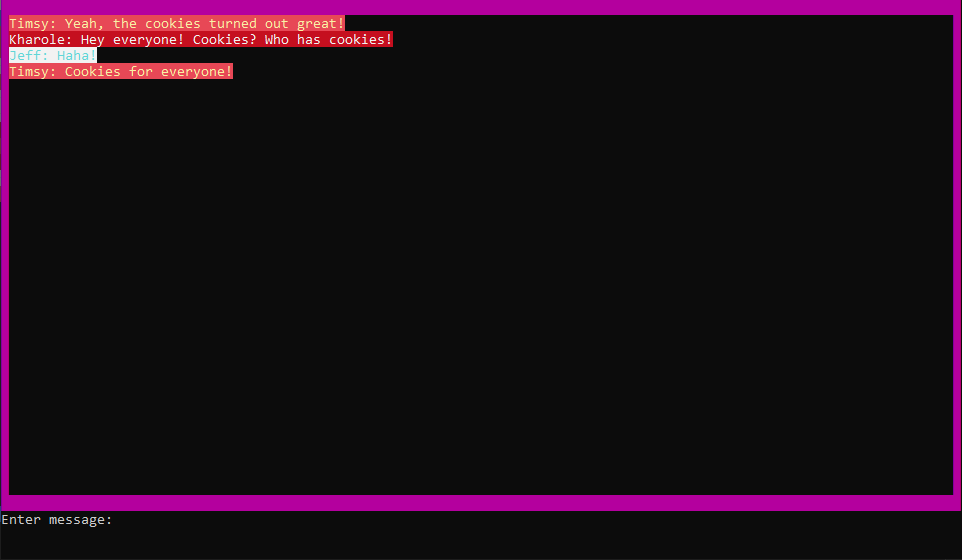 Timsy: Yeah, the cookies turned out great!
Kharole: Hey everyone! Cookies? Who has cookies!
Jeff: Haha!
Timsy: Cookies for everyone!
Enter message: